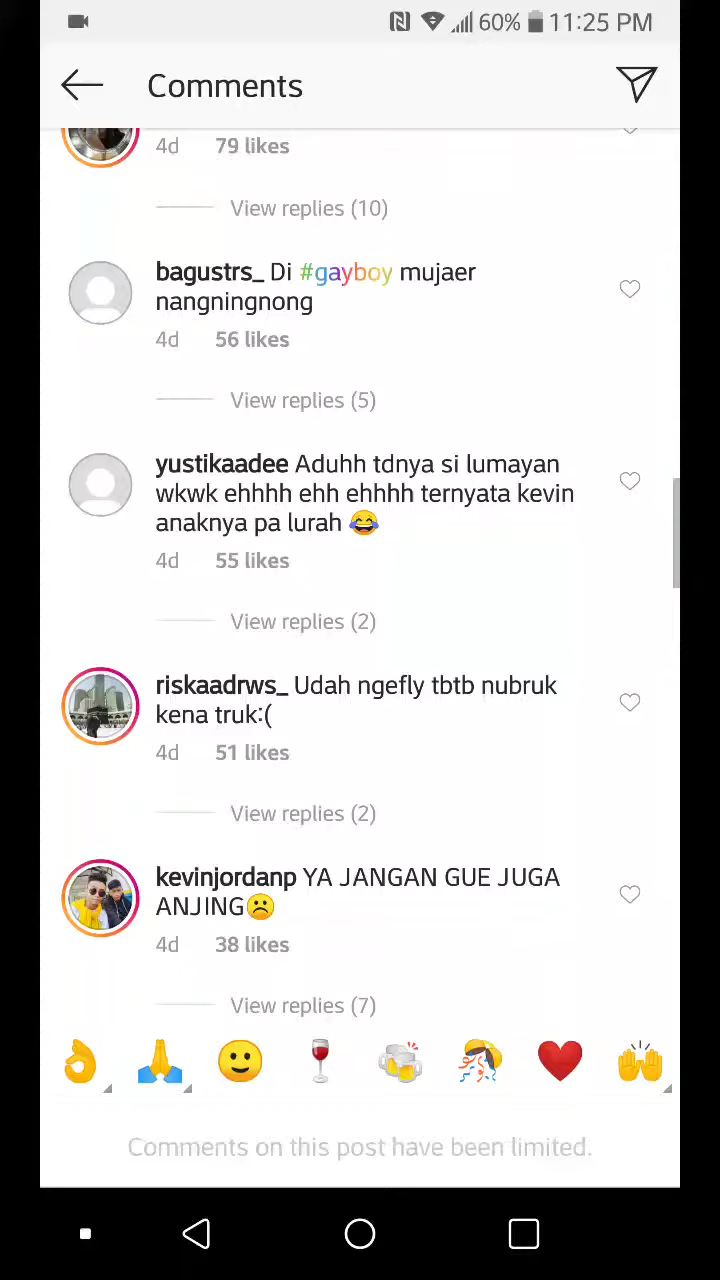 60% 11:25 PM
Comments
4d 79 likes
View replies (10)
bagustrs_ Di #gayboy mujaer
nangningnong
4d 56 likes
View replies (5)
yustikaadee Aduhh tdnya si lumayan
wkwk ehhhh ehh ehhhh ternyata kevin
anaknya pa lurah 😂
4d 55 likes
View replies (2)
riskaadrws_ Udah ngefly tbtb nubruk
kena truk:(
4d 51 likes
View replies (2)
kevinjordanp YA JANGAN GUE JUGA
ANJING☹️
4d 38 likes
View replies (7)
Comments on this post have been limited.